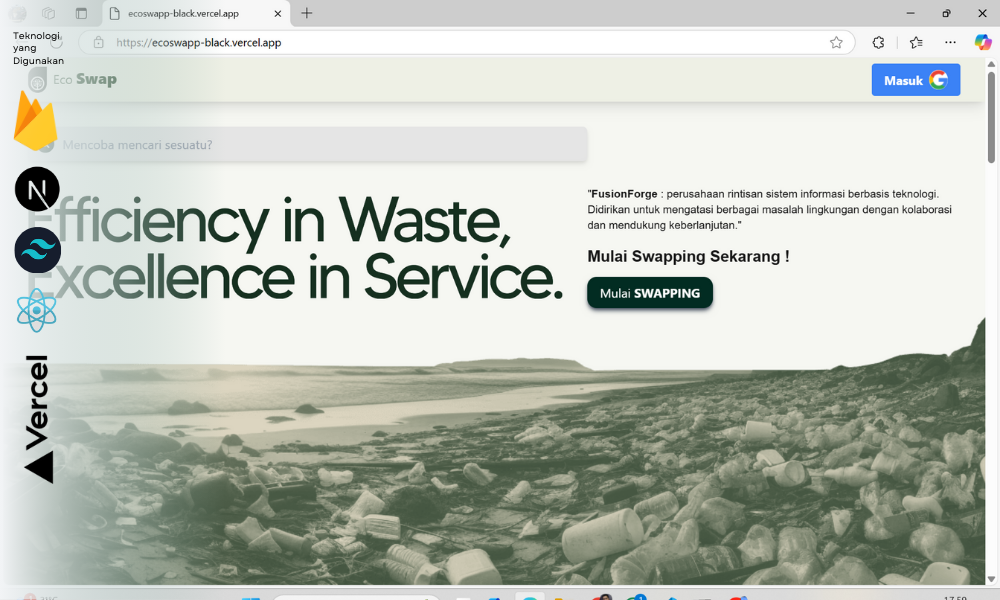 ecoswapp-black.vercel.app
Teknologi
yang
Digunakan
https://ecoswapp-black.vercel.app
Eco Swap
Masuk
Mencoba mencari sesuatu?
N
Efficiency in Waste,
Excellence in Service.
"FusionForge : perusahaan rintisan sistem informasi berbasis teknologi.
Didirikan untuk mengatasi berbagai masalah lingkungan dengan kolaborasi
dan mendukung keberlanjutan."
Mulai Swapping Sekarang !
Mulai SWAPPING
Vercel